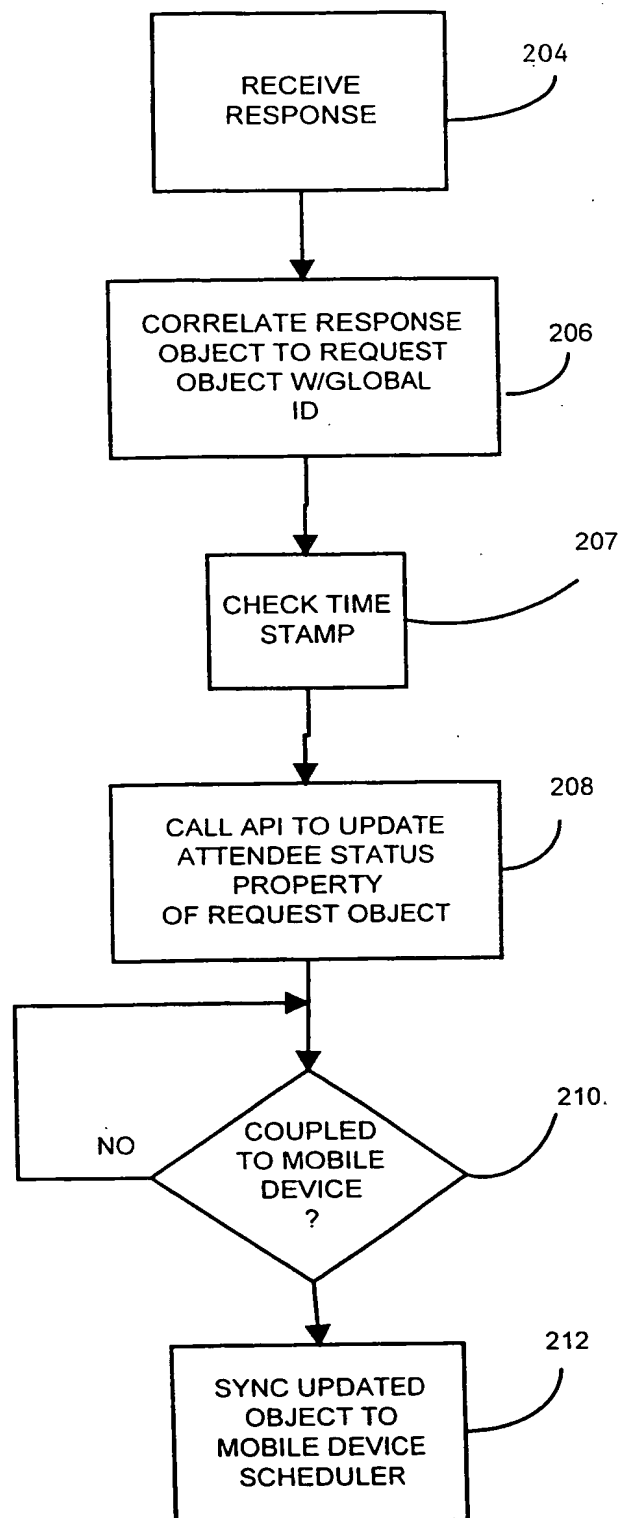 RECEIVE
RESPONSE
204
CORRELATE RESPONSE
OBJECT TO REQUEST
OBJECT W/GLOBAL
ID
206
CHECK TIME
STAMP
207
CALL API TO UPDATE
ATTENDEE STATUS
PROPERTY
OF REQUEST OBJECT
208
COUPLED
TO MOBILE
DEVICE
?
NO
210.
SYNC UPDATED
OBJECT TO
MOBILE DEVICE
SCHEDULER
212